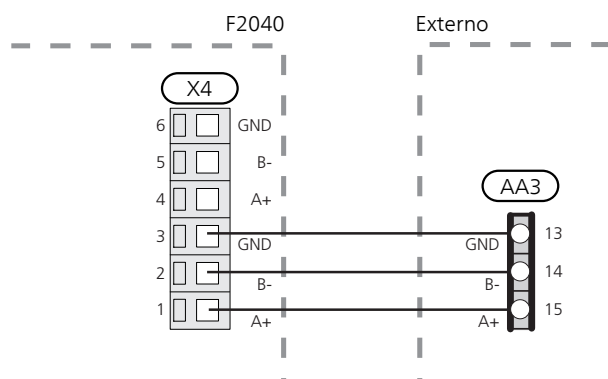 F2040 Externo
X4
6 GND
5 B-
4 A+
AA3
3 GND GND 13
2 B- B- 14
1 A+ A+ 15